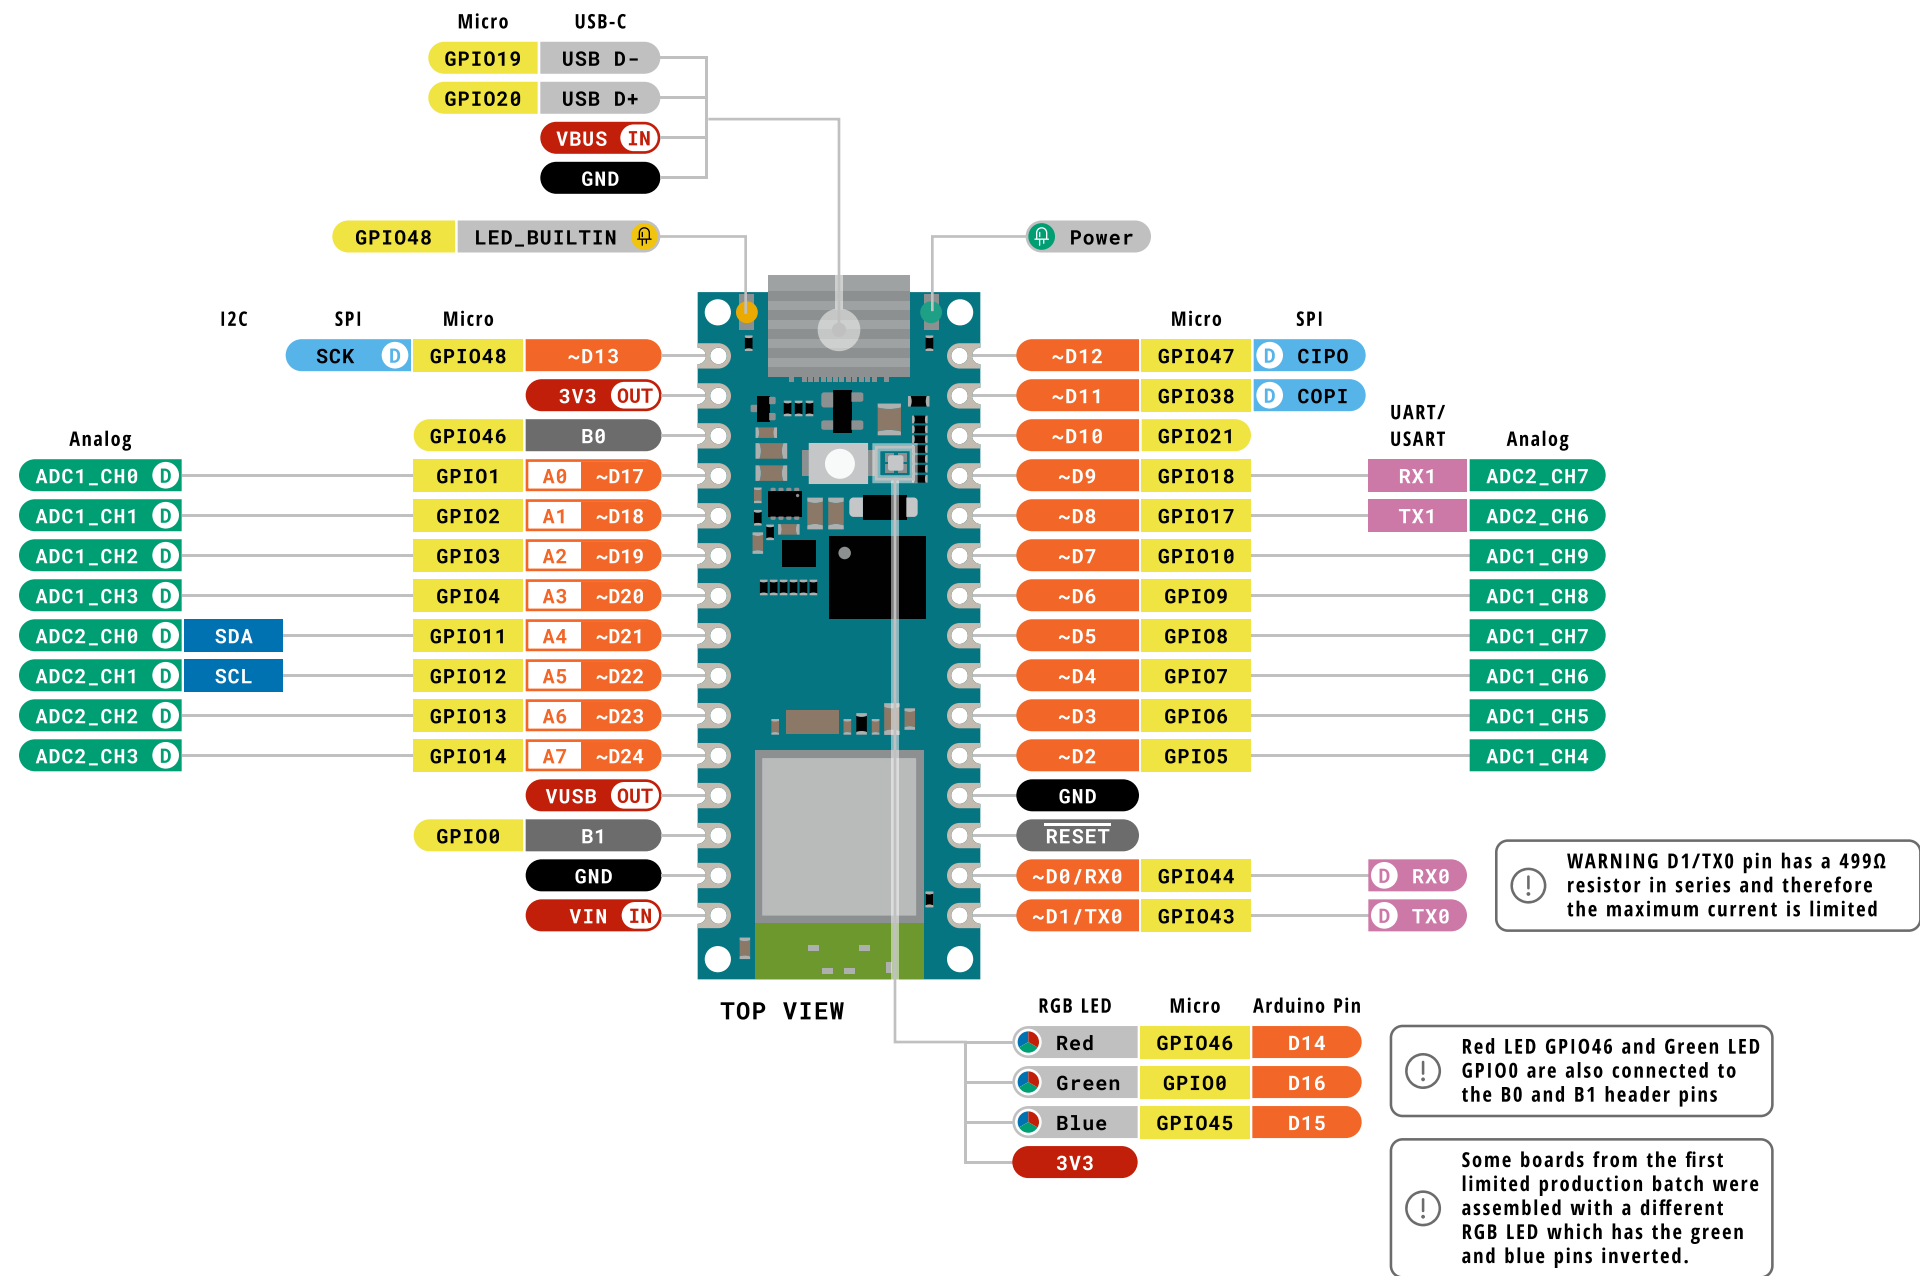 Micro USB-C
GPIO19 USB D-
GPIO20 USB D+
VBUS IN
GND
GPIO48 LED_BUILTIN
Power
I2C SPI Micro
Micro SPI
SCK D GPIO48 ~D13
~D12 GPIO47 D CIPO
3V3 OUT
~D11 GPIO38 D COPI
UART/
USART
Analog
Analog
GPIO46 B0
~D10 GPIO21
ADC1_CH0 D GPIO1 A0 ~D17
~D9 GPIO18 RX1 ADC2_CH7
ADC1_CH1 D GPIO2 A1 ~D18
~D8 GPIO17 TX1 ADC2_CH6
ADC1_CH2 D GPIO3 A2 ~D19
~D7 GPIO10 ADC1_CH9
ADC1_CH3 D GPIO4 A3 ~D20
~D6 GPIO9 ADC1_CH8
ADC2_CH0 D SDA GPIO11 A4 ~D21
~D5 GPIO8 ADC1_CH7
ADC2_CH1 D SCL GPIO12 A5 ~D22
~D4 GPIO7 ADC1_CH6
ADC2_CH2 D GPIO13 A6 ~D23
~D3 GPIO6 ADC1_CH5
ADC2_CH3 D GPIO14 A7 ~D24
~D2 GPIO5 ADC1_CH4
VUSB OUT
GND
GPIO0 B1
RESET
GND
~D0/RX0 GPIO44 D RX0
VIN IN
~D1/TX0 GPIO43 D TX0
! WARNING D1/TX0 pin has a 499Ω
resistor in series and therefore
the maximum current is limited
TOP VIEW
RGB LED Micro Arduino Pin
Red GPIO46 D14
Green GPIO0 D16
Blue GPIO45 D15
3V3
! Red LED GPIO46 and Green LED
GPIO0 are also connected to
the B0 and B1 header pins
! Some boards from the first
limited production batch were
assembled with a different
RGB LED which has the green
and blue pins inverted.